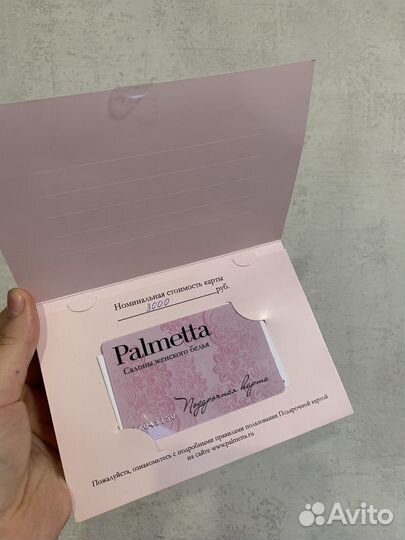 Номинальная стоимость карты
3000 руб.
Palmetta
Салоны женского белья
Подарочная карта
Пожалуйста, ознакомьтесь с подробными правилами пользования Подарочной картой
на сайте www.palmetta.ru
Avito